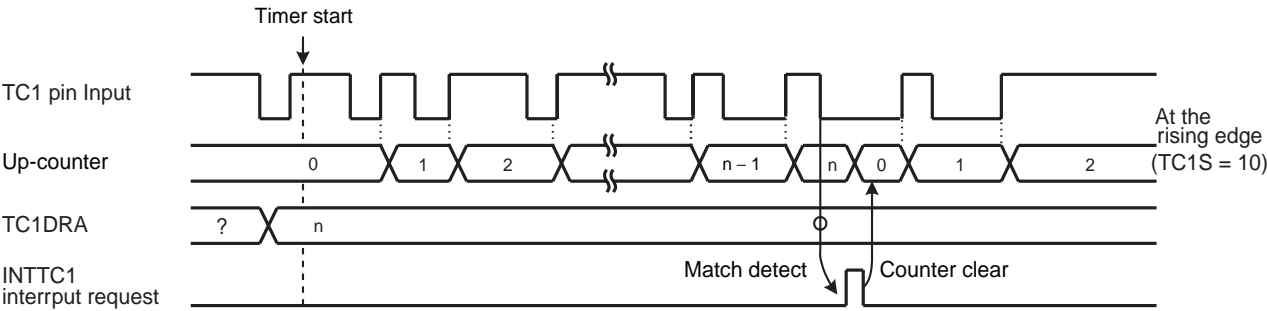 Timer start
TC1 pin Input
At the
rising edge
(TC1S = 10)
Up-counter
0 1 2 n – 1 n 0 1 2
TC1DRA
? n
Match detect Counter clear
INTTC1
interrput request